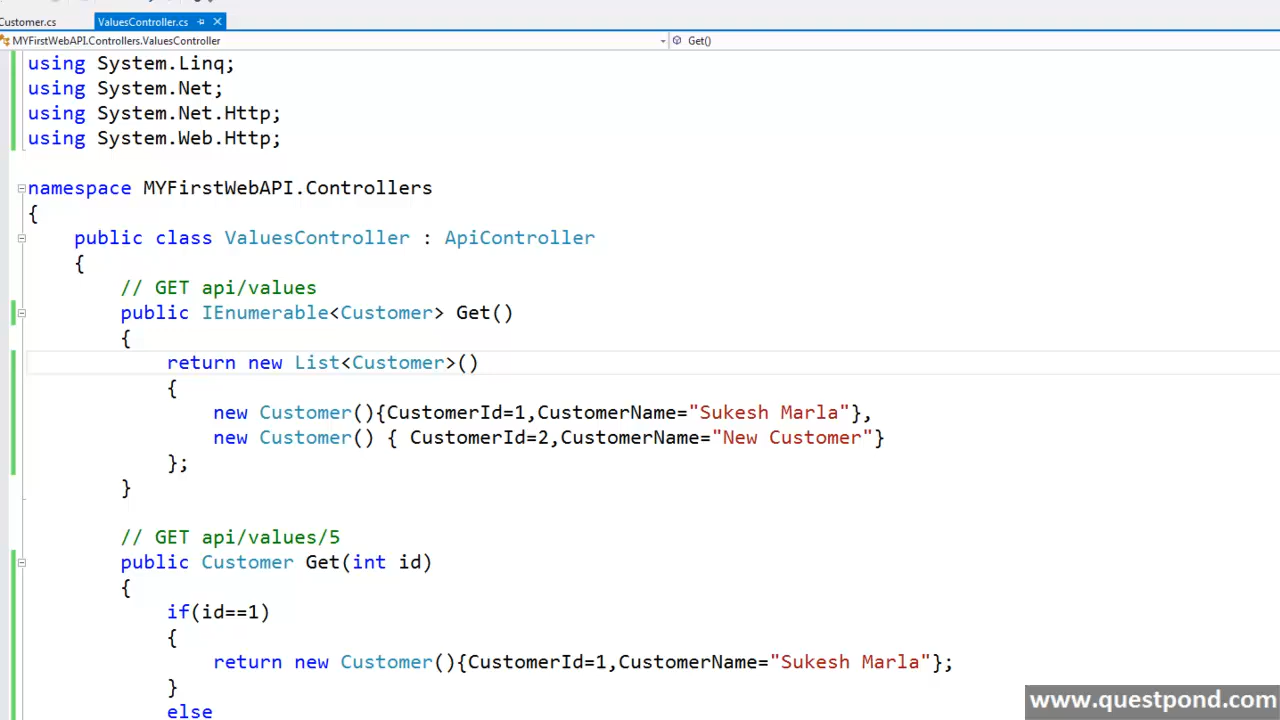 Customer.cs ValuesController.cs
MYFirstWebAPI.Controllers.ValuesController Get()
using System.Linq;
using System.Net;
using System.Net.Http;
using System.Web.Http;
namespace MYFirstWebAPI.Controllers
{
public class ValuesController : ApiController
{
// GET api/values
public IEnumerable<Customer> Get()
{
return new List<Customer>()
{
new Customer(){CustomerId=1,CustomerName="Sukesh Marla"},
new Customer() { CustomerId=2,CustomerName="New Customer"}
};
}
// GET api/values/5
public Customer Get(int id)
{
if(id==1)
{
return new Customer(){CustomerId=1,CustomerName="Sukesh Marla"};
}
else
www.questpond.com